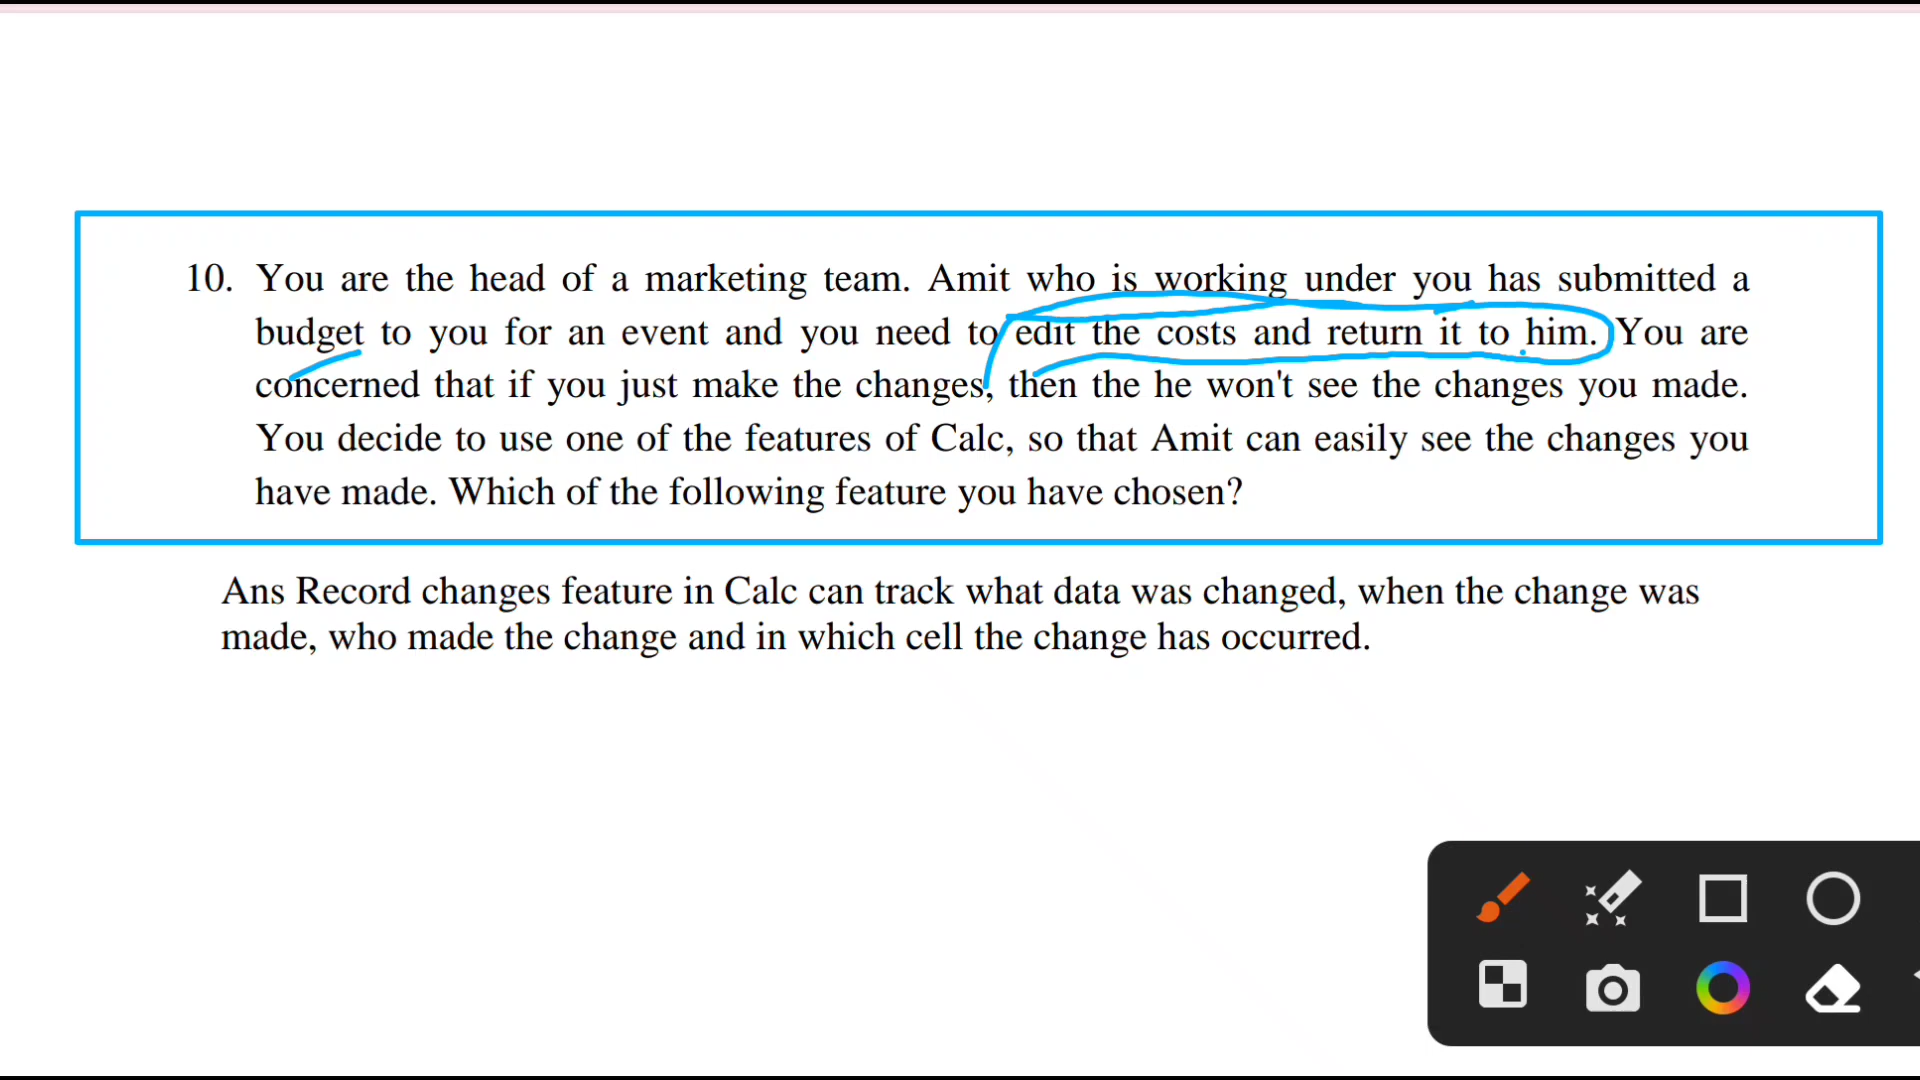 10. You are the head of a marketing team. Amit who is working under you has submitted a
budget to you for an event and you need to edit the costs and return it to him. You are
concerned that if you just make the changes, then the he won't see the changes you made.
You decide to use one of the features of Calc, so that Amit can easily see the changes you
have made. Which of the following feature you have chosen?
Ans Record changes feature in Calc can track what data was changed, when the change was
made, who made the change and in which cell the change has occurred.